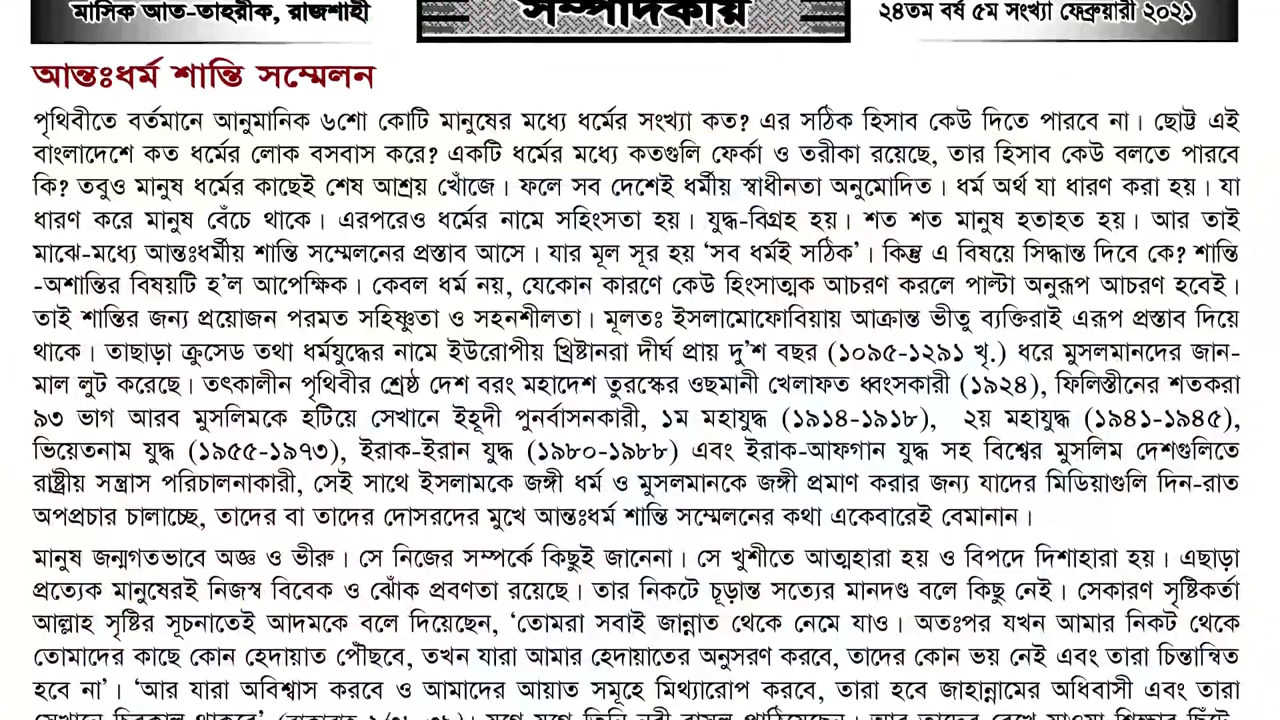 মাসিক আত-তাহরীক, রাজশাহী
সম্পাদকীয়
২৪তম বর্ষ ৫ম সংখ্যা ফেব্রুয়ারী ২০২১
আন্তঃধর্ম শান্তি সম্মেলন
পৃথিবীতে বর্তমানে আনুমানিক ৬শো কোটি মানুষের মধ্যে ধর্মের সংখ্যা কত? এর সঠিক হিসাব কেউ দিতে পারবে না। ছোট্ট এই
বাংলাদেশে কত ধর্মের লোক বসবাস করে? একটি ধর্মের মধ্যে কতগুলি ফের্কা ও তরীকা রয়েছে, তার হিসাব কেউ বলতে পারবে
কি? তবুও মানুষ ধর্মের কাছেই শেষ আশ্রয় খোঁজে। ফলে সব দেশেই ধর্মীয় স্বাধীনতা অনুমোদিত। ধর্ম অর্থ যা ধারণ করা হয়। যা
ধারণ করে মানুষ বেঁচে থাকে। এরপরেও ধর্মের নামে সহিংসতা হয়। যুদ্ধ-বিগ্রহ হয়। শত শত মানুষ হতাহত হয়। আর তাই
মাঝে-মধ্যে আন্তঃধর্মীয় শান্তি সম্মেলনের প্রস্তাব আসে। যার মূল সূর হয় ‘সব ধর্মই সঠিক’। কিন্তু এ বিষয়ে সিদ্ধান্ত দিবে কে? শান্তি
-অশান্তির বিষয়টি হ’ল আপেক্ষিক। কেবল ধর্ম নয়, যেকোন কারণে কেউ হিংসাত্মক আচরণ করলে পাল্টা অনুরূপ আচরণ হবেই।
তাই শান্তির জন্য প্রয়োজন পরমত সহিষ্ণুতা ও সহনশীলতা। মূলতঃ ইসলামোফোবিয়ায় আক্রান্ত ভীতু ব্যক্তিরাই এরূপ প্রস্তাব দিয়ে
থাকে। তাছাড়া ক্রুসেড তথা ধর্মযুদ্ধের নামে ইউরোপীয় খ্রিষ্টানরা দীর্ঘ প্রায় দু’শ বছর (১০৯৫-১২৯১ খৃ.) ধরে মুসলমানদের জান-
মাল লুট করেছে। তৎকালীন পৃথিবীর শ্রেষ্ঠ দেশ বরং মহাদেশ তুরস্কের ওছমানী খেলাফত ধ্বংসকারী (১৯২৪), ফিলিস্তীনের শতকরা
৯৩ ভাগ আরব মুসলিমকে হটিয়ে সেখানে ইহূদী পুনর্বাসনকারী, ১ম মহাযুদ্ধ (১৯১৪-১৯১৮), ২য় মহাযুদ্ধ (১৯৪১-১৯৪৫),
ভিয়েতনাম যুদ্ধ (১৯৫৫-১৯৭৩), ইরাক-ইরান যুদ্ধ (১৯৮০-১৯৮৮) এবং ইরাক-আফগান যুদ্ধ সহ বিশ্বের মুসলিম দেশগুলিতে
রাষ্ট্রীয় সন্ত্রাস পরিচালনাকারী, সেই সাথে ইসলামকে জঙ্গী ধর্ম ও মুসলমানকে জঙ্গী প্রমাণ করার জন্য যাদের মিডিয়াগুলি দিন-রাত
অপপ্রচার চালাচ্ছে, তাদের বা তাদের দোসরদের মুখে আন্তঃধর্ম শান্তি সম্মেলনের কথা একেবারেই বেমানান।
মানুষ জন্মগতভাবে অজ্ঞ ও ভীরু। সে নিজের সম্পর্কে কিছুই জানেনা। সে খুশীতে আত্মহারা হয় ও বিপদে দিশাহারা হয়। এছাড়া
প্রত্যেক মানুষেরই নিজস্ব বিবেক ও ঝোঁক প্রবণতা রয়েছে। তার নিকটে চূড়ান্ত সত্যের মানদণ্ড বলে কিছু নেই। সেকারণ সৃষ্টিকর্তা
আল্লাহ সৃষ্টির সূচনাতেই আদমকে বলে দিয়েছেন, ‘তোমরা সবাই জান্নাত থেকে নেমে যাও। অতঃপর যখন আমার নিকট থেকে
তোমাদের কাছে কোন হেদায়াত পৌঁছবে, তখন যারা আমার হেদায়াতের অনুসরণ করবে, তাদের কোন ভয় নেই এবং তারা চিন্তান্বিত
হবে না’। ‘আর যারা অবিশ্বাস করবে ও আমাদের আয়াত সমূহে মিথ্যারোপ করবে, তারা হবে জাহান্নামের অধিবাসী এবং তারা
সেখানে চিরকাল থাকবে’